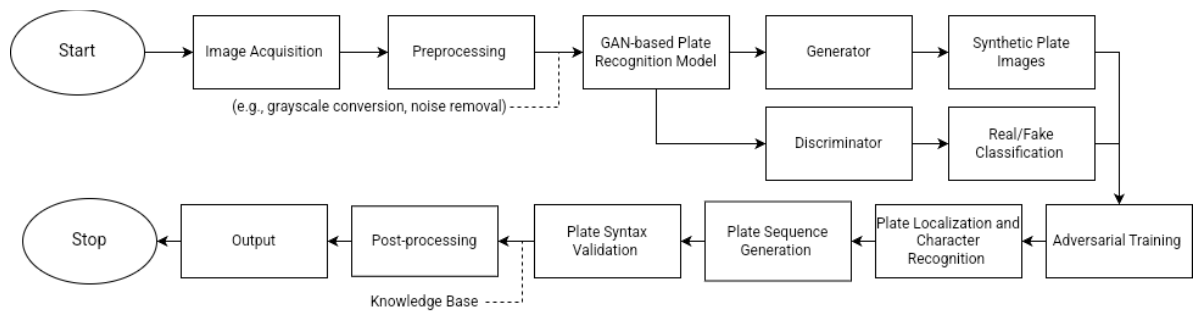 Start
Image Acquisition
Preprocessing
GAN-based Plate
Recognition Model
Generator
Synthetic Plate
Images
(e.g., grayscale conversion, noise removal)
Discriminator
Real/Fake
Classification
Stop
Output
Post-processing
Plate Syntax
Validation
Plate Sequence
Generation
Plate Localization and
Character
Recognition
Adversarial Training
Knowledge Base